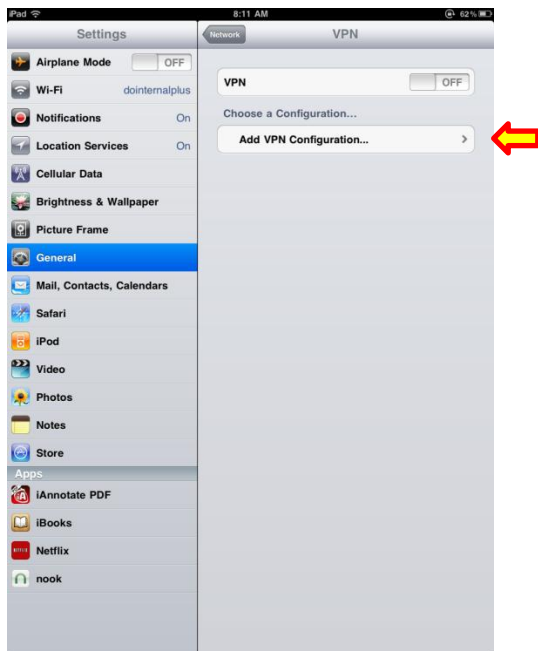 iPad 8:11 AM 62%
Settings
Airplane Mode OFF
Wi-Fi dointernalplus
Notifications On
Location Services On
Cellular Data
Brightness & Wallpaper
Picture Frame
General
Mail, Contacts, Calendars
Safari
iPod
Video
Photos
Notes
Store
Apps
iAnnotate PDF
iBooks
Netflix
nook
Network VPN
VPN OFF
Choose a Configuration...
Add VPN Configuration...